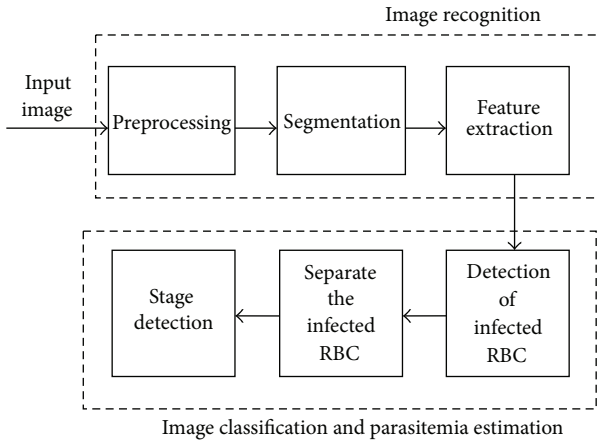 Image recognition
Input
image
Preprocessing
Segmentation
Feature
extraction
Stage
detection
Separate
the
infected
RBC
Detection
of
infected
RBC
Image classification and parasitemia estimation